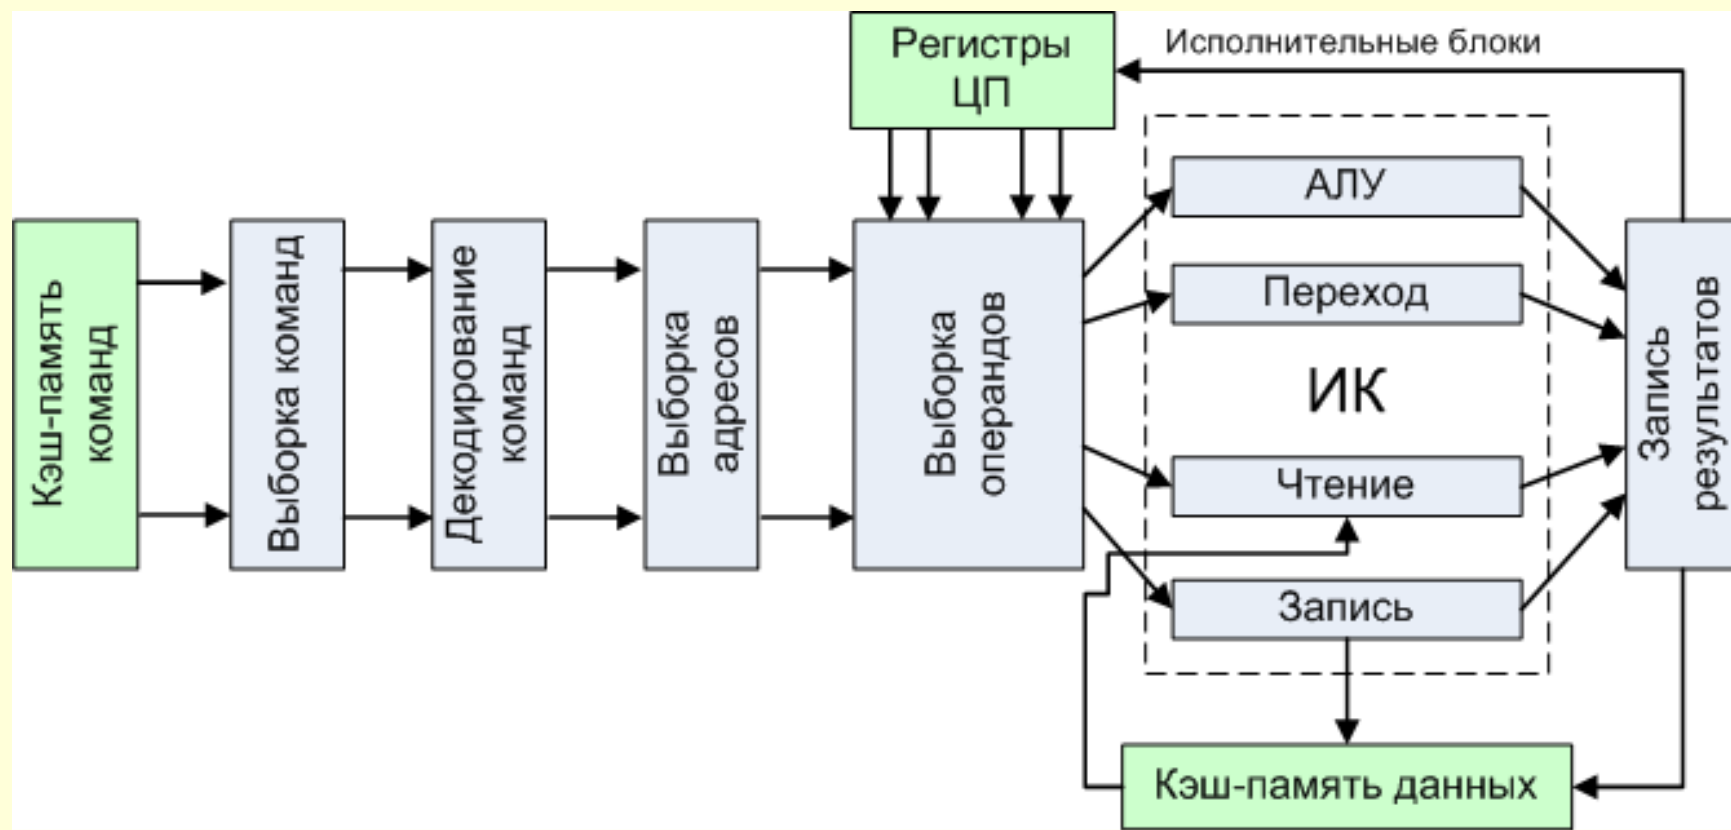 Регистры
ЦП
Исполнительные блоки
Кэш-память
команд
Выборка команд
Декодирование
команд
Выборка
адресов
Выборка
операндов
АЛУ
Переход
ИК
Чтение
Запись
Запись
результатов
Кэш-память данных